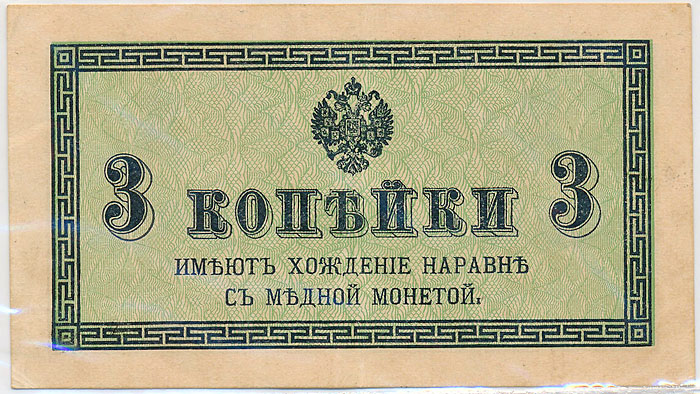 3 КОПѢЙКИ 3
ИМѢЮТЪ ХОЖДЕНІЕ НАРАВНѢ
СЪ МѢДНОЙ МОНЕТОЙ.